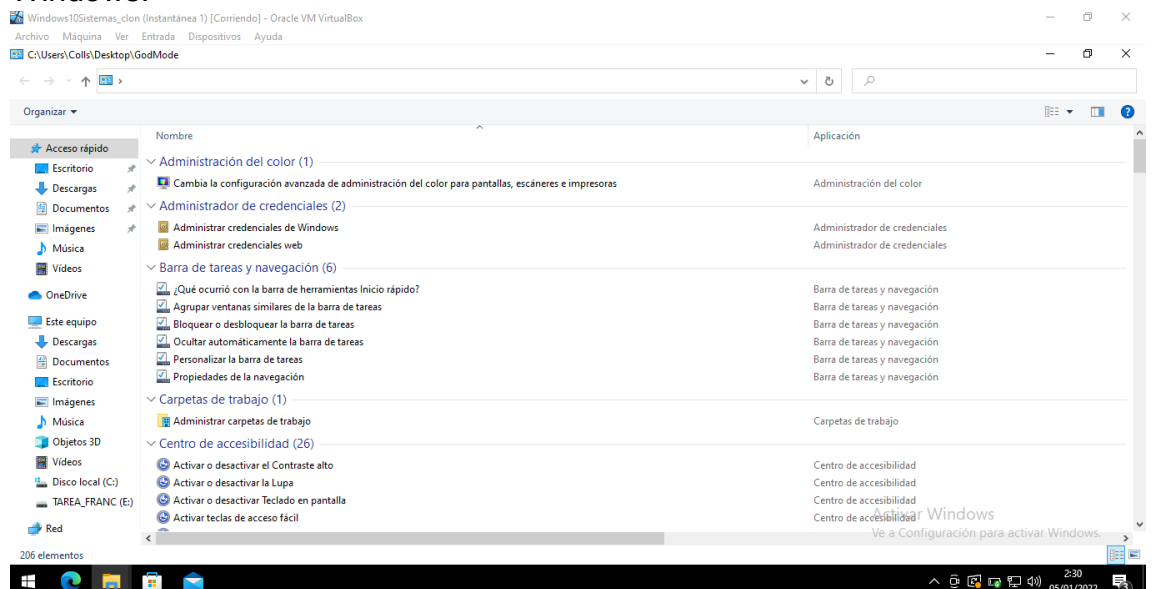 Windows10Sistemas_clon (Instantánea 1) [Corriendo] - Oracle VM VirtualBox
Archivo Máquina Ver Entrada Dispositivos Ayuda
C:\Users\Colls\Desktop\GodMode
Organizar
Nombre Aplicación
Acceso rápido
Escritorio
Descargas
Documentos
Imágenes
Música
Vídeos
OneDrive
Este equipo
Descargas
Documentos
Escritorio
Imágenes
Música
Objetos 3D
Vídeos
Disco local (C:)
TAREA_FRANC (E:)
Red
Administración del color (1)
Cambia la configuración avanzada de administración del color para pantallas, escáneres e impresoras Administración del color
Administrador de credenciales (2)
Administrar credenciales de Windows Administrador de credenciales
Administrar credenciales web Administrador de credenciales
Barra de tareas y navegación (6)
¿Qué ocurrió con la barra de herramientas Inicio rápido? Barra de tareas y navegación
Agrupar ventanas similares de la barra de tareas Barra de tareas y navegación
Bloquear o desbloquear la barra de tareas Barra de tareas y navegación
Ocultar automáticamente la barra de tareas Barra de tareas y navegación
Personalizar la barra de tareas Barra de tareas y navegación
Propiedades de la navegación Barra de tareas y navegación
Carpetas de trabajo (1)
Administrar carpetas de trabajo Carpetas de trabajo
Centro de accesibilidad (26)
Activar o desactivar el Contraste alto Centro de accesibilidad
Activar o desactivar la Lupa Centro de accesibilidad
Activar o desactivar Teclado en pantalla Centro de accesibilidad
Activar teclas de acceso fácil Centro de accesibilidad
Activar Windows
Ve a Configuración para activar Windows.
206 elementos
2:30
05/01/2022